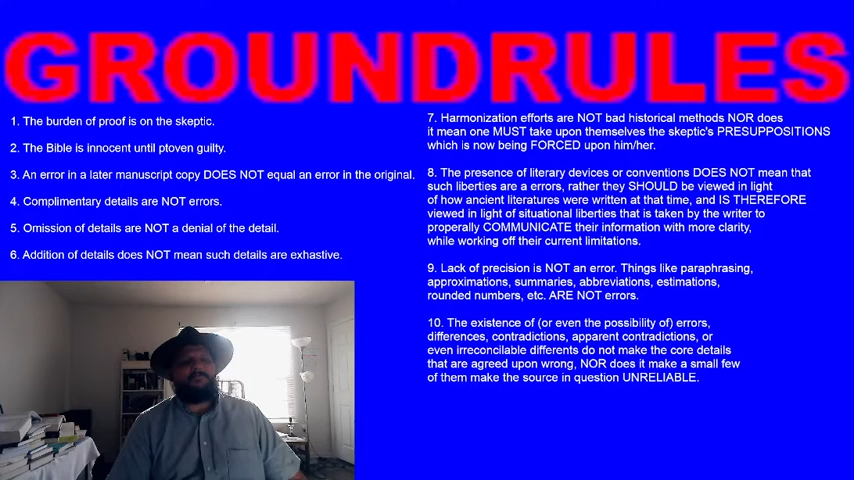 GROUNDRULES
1. The burden of proof is on the skeptic.
2. The Bible is innocent until ptoven guilty.
3. An error in a later manuscript copy DOES NOT equal an error in the original.
4. Complimentary details are NOT errors.
5. Omission of details are NOT a denial of the detail.
6. Addition of details does NOT mean such details are exhastive.
7. Harmonization efforts are NOT bad historical methods NOR does
it mean one MUST take upon themselves the skeptic's PRESUPPOSITIONS
which is now being FORCED upon him/her.
8. The presence of literary devices or conventions DOES NOT mean that
such liberties are a errors, rather they SHOULD be viewed in light
of how ancient literatures were written at that time, and IS THEREFORE
viewed in light of situational liberties that is taken by the writer to
properally COMMUNICATE their information with more clarity,
while working off their current limitations.
9. Lack of precision is NOT an error. Things like paraphrasing,
approximations, summaries, abbreviations, estimations,
rounded numbers, etc. ARE NOT errors.
10. The existence of (or even the possibility of) errors,
differences, contradictions, apparent contradictions, or
even irreconcilable differents do not make the core details
that are agreed upon wrong, NOR does it make a small few
of them make the source in question UNRELIABLE.